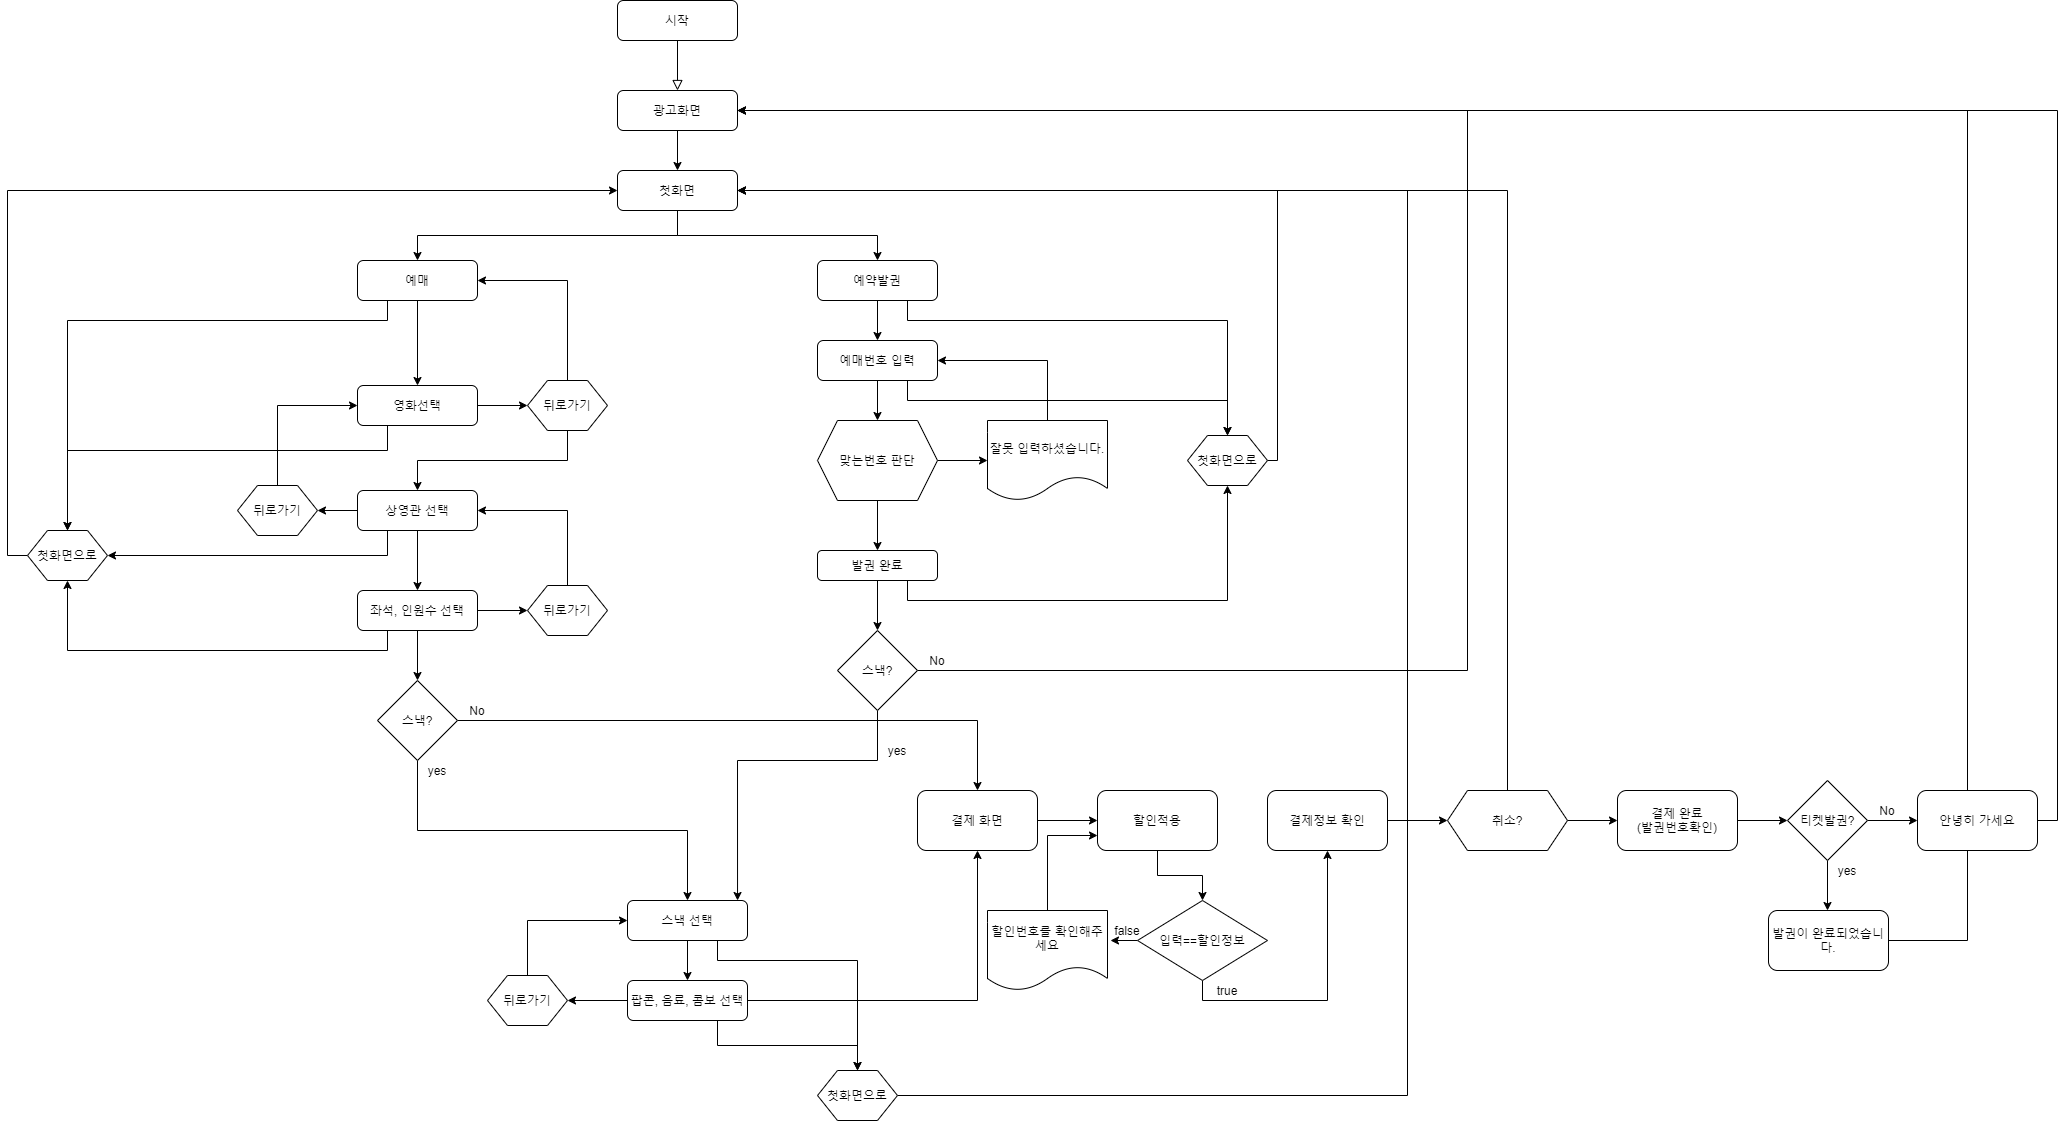 시작
광고화면
첫화면
예매
예약발권
예매번호 입력
영화선택
뒤로가기
맞는번호 판단
잘못 입력하셨습니다.
첫화면으로
뒤로가기
상영관 선택
첫화면으로
발권 완료
좌석, 인원수 선택
뒤로가기
스낵?
No
스낵?
No
yes
yes
결제 화면
할인적용
결제정보 확인
취소?
결제 완료
(발권번호확인)
티켓발권?
No
안녕히 가세요
yes
스낵 선택
할인번호를 확인해주
세요
false
입력==할인정보
true
발권이 완료되었습니
다.
뒤로가기
팝콘, 음료, 콤보 선택
첫화면으로